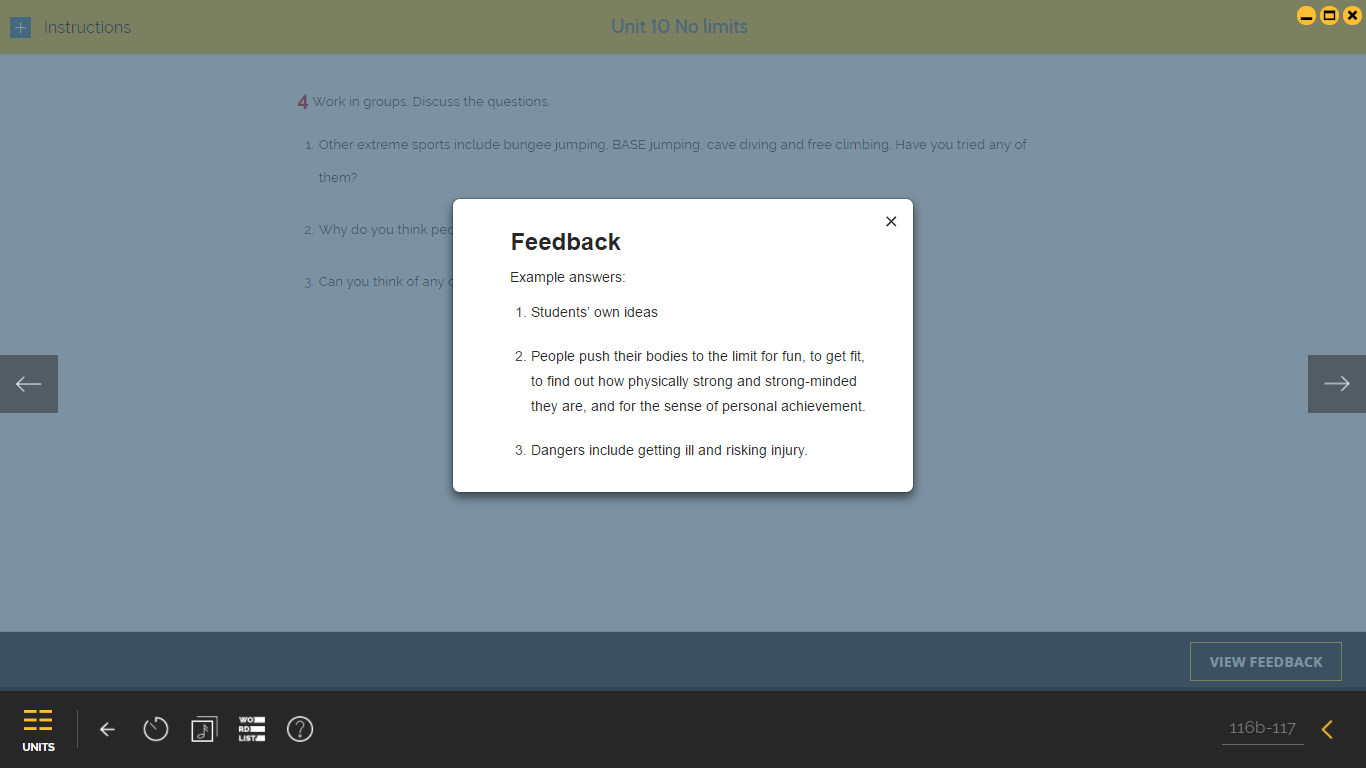 Instructions
Unit 10 No limits
4 Work in groups. Discuss the questions.
1. Other extreme sports include bungee jumping, BASE jumping, cave diving and free climbing. Have you tried any of
them?
2. Why do you think
3. Can you think of any
Feedback
Example answers:
1. Students' own ideas
2. People push their bodies to the limit for fun, to get fit,
to find out how physically strong and strong-minded
they are, and for the sense of personal achievement.
3. Dangers include getting ill and risking injury.
VIEW FEEDBACK
UNITS
WO
RD
LIST
116b-117